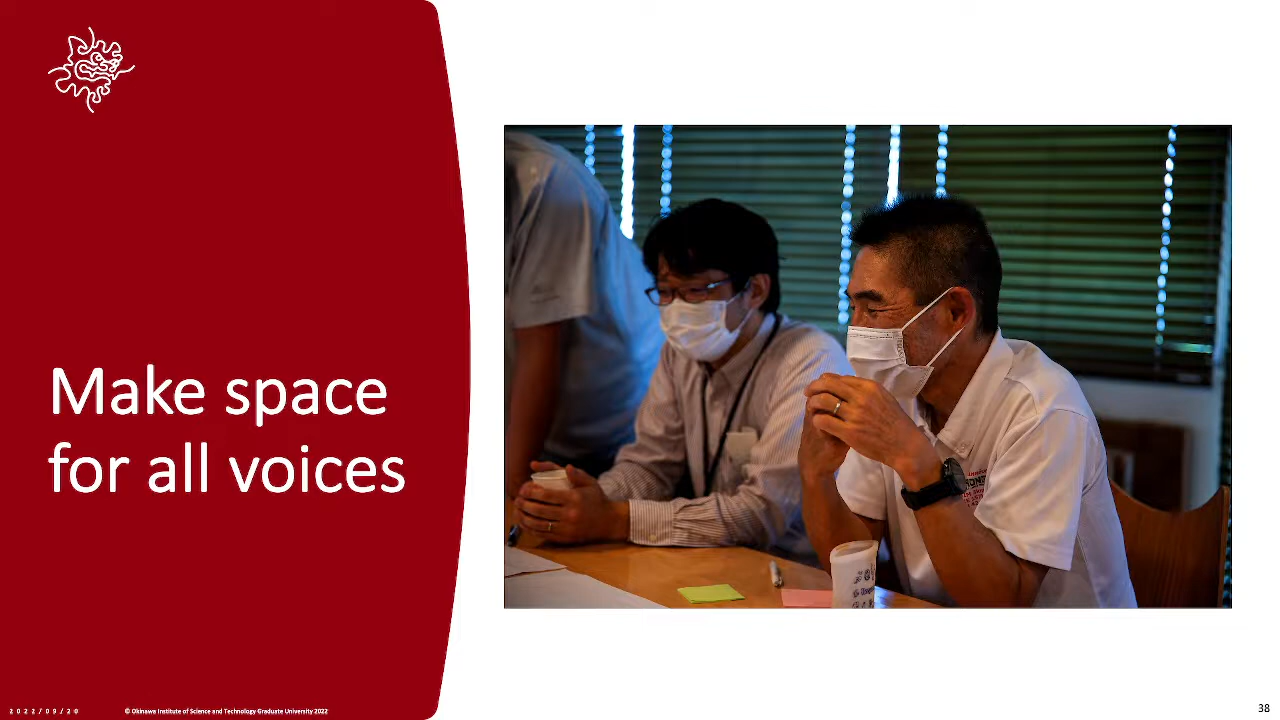 Make space
for all voices
2022/09/20
© Okinawa Institute of Science and Technology Graduate University 2022
38